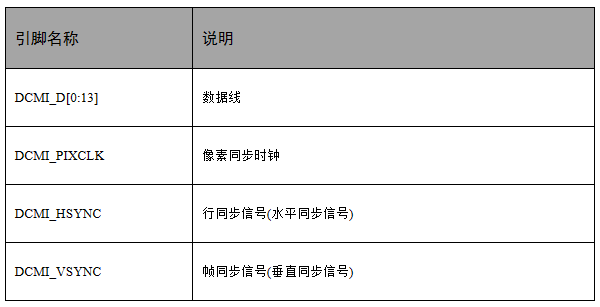 引脚名称 说明
DCMI_D[0:13] 数据线
DCMI_PIXCLK 像素同步时钟
DCMI_HSYNC 行同步信号(水平同步信号)
DCMI_VSYNC 帧同步信号(垂直同步信号)